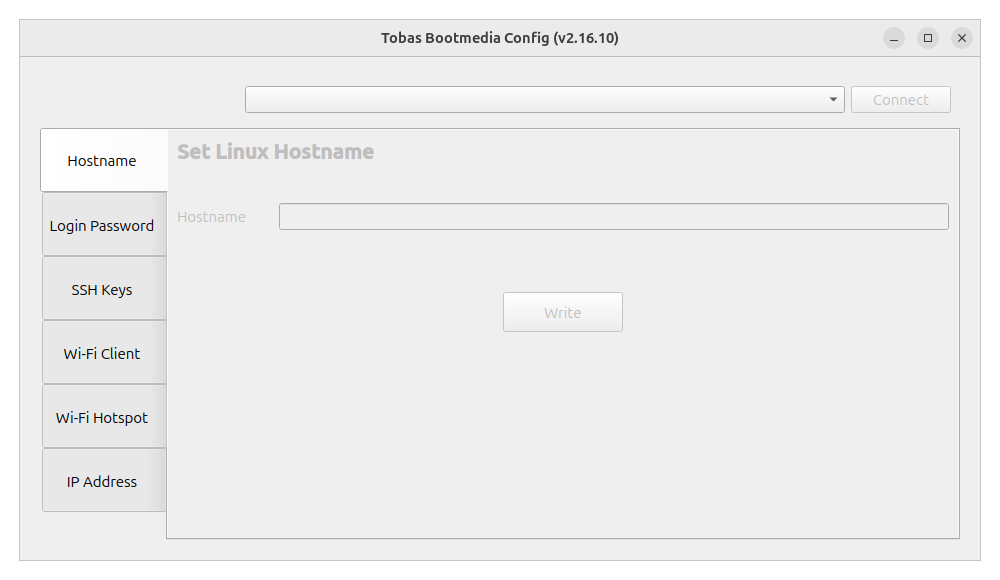 Tobas Bootmedia Config (v2.16.10)
Connect
Hostname
Login Password
SSH Keys
Wi-Fi Client
Wi-Fi Hotspot
IP Address
Set Linux Hostname
Hostname
Write